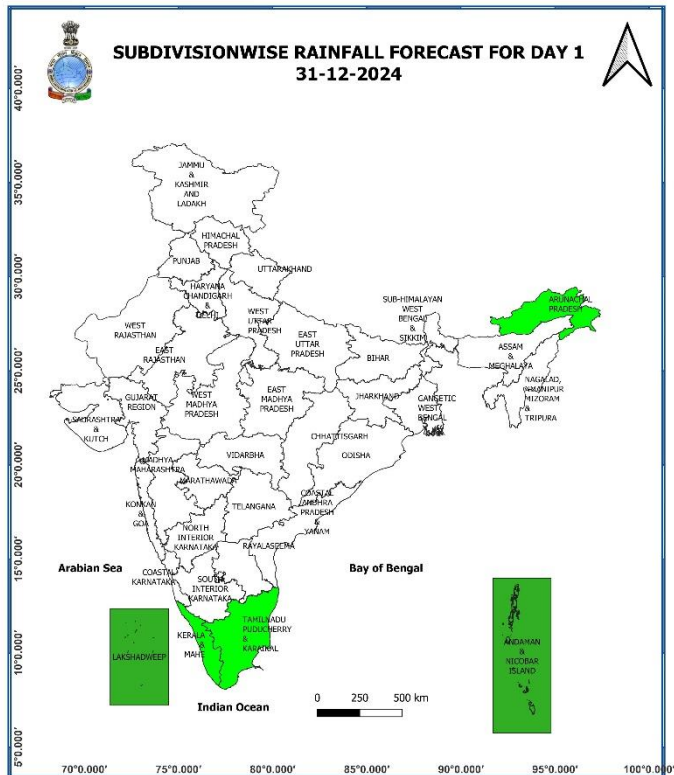 SUBDIVISIONWISE RAINFALL FORECAST FOR DAY 1
31-12-2024
40°0.000'
35°0.000'
30°0.000'
25°0.000'
20°0.000'
15°0.000'
10°0.000'
5°0.000'
JAMMU
&
KASHMIR
AND
LADAKH
HIMACHAL
PRADESH
PUNJAB
UTTARAKHAND
HARYANA
CHANDIGARH
&
DELHI
WEST
UTTAR
PRADESH
SUB-HIMALAYAN
WEST
BENGAL
&
SIKKIM
ARUNACHAL
PRADESH
WEST
RAJASTHAN
EAST
RAJASTHAN
EAST
UTTAR
PRADESH
BIHAR
ASSAM
&
MEGHALAYA
NAGALAD,
MANIPUR
MIZORAM
&
TRIPURA
SAURASHTRA
&
KUTCH
GUJARAT
REGION
WEST
MADHYA
PRADESH
EAST
MADHYA
PRADESH
JHARKHAND
GANGETIC
WEST
BENGAL
CHHATTISGARH
ODISHA
MADHYA
MAHARASHTRA
VIDARBHA
MARATHAWADA
KONKAN
&
GOA
TELANGANA
COASTAL
ANDHRA
PRADESH
&
YANAM
NORTH
INTERIOR
KARNATAKA
RAYALASEEMA
Arabian Sea
COASTAL
KARNATAKA
SOUTH
INTERIOR
KARNATAKA
Bay of Bengal
LAKSHADWEEP
KERALA
&
MAHE
TAMILNADU
PUDUCHERRY
&
KARAIKAL
ANDAMAN
&
NICOBAR
ISLAND
Indian Ocean
0 250 500 km
70°0.000' 75°0.000' 80°0.000' 85°0.000' 90°0.000' 95°0.000' 100°0.000'